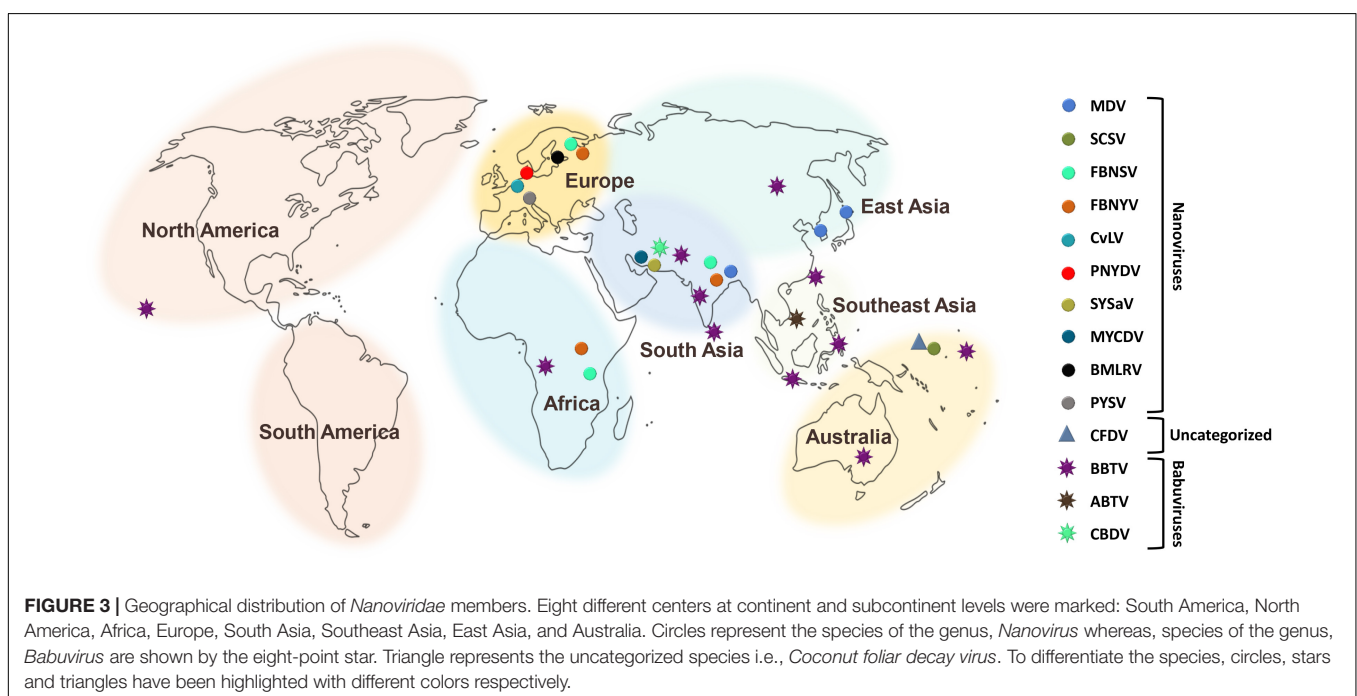 North America
South America
Europe
Africa
South Asia
East Asia
Southeast Asia
Australia
MDV
SCSV
FBNSV
FBNYV
CvLV
PNYDV
SYSaV
MYCDV
BMLRV
PYSV
Nanoviruses
CFDV
Uncategorized
BBTV
ABTV
CBDV
Babuviruses
FIGURE 3 | Geographical distribution of Nanoviridae members. Eight different centers at continent and subcontinent levels were marked: South America, North
America, Africa, Europe, South Asia, Southeast Asia, East Asia, and Australia. Circles represent the species of the genus, Nanovirus whereas, species of the genus,
Babuvirus are shown by the eight-point star. Triangle represents the uncategorized species i.e., Coconut foliar decay virus. To differentiate the species, circles, stars
and triangles have been highlighted with different colors respectively.